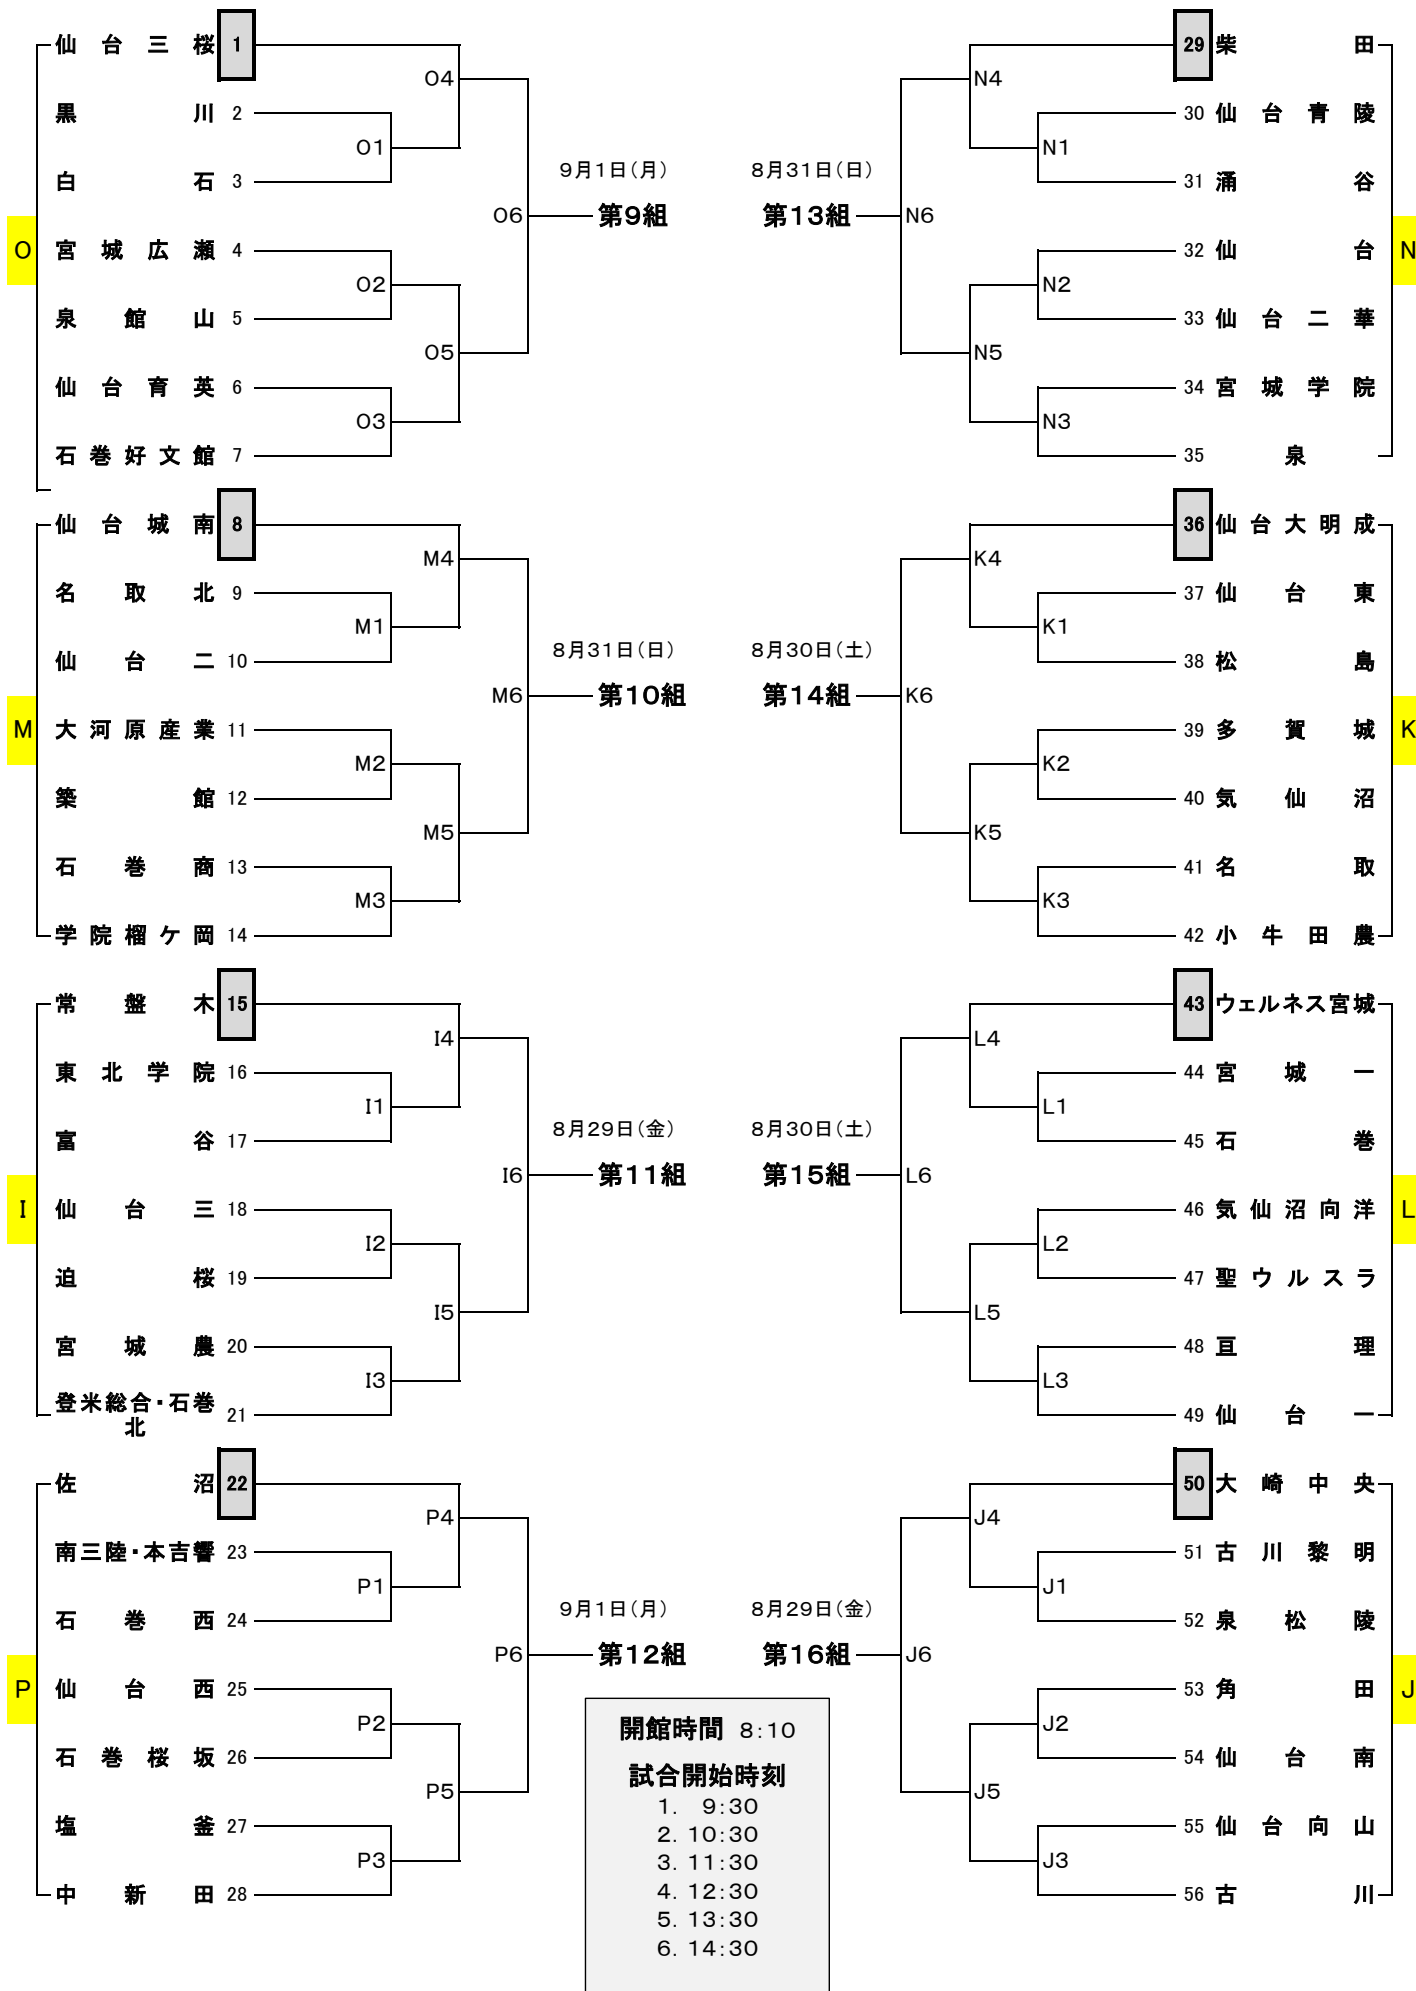 O
仙台三桜 1
黒川 2
白石 3
宮城広瀬 4
泉館山 5
仙台育英 6
石巻好文館 7
O1
O2
O3
O4
O5
O6
9月1日(月)
第9組
M
仙台城南 8
名取北 9
仙台二 10
大河原産業 11
築館 12
石巻商 13
学院榴ケ岡 14
M1
M2
M3
M4
M5
M6
8月31日(日)
第10組
I
常盤木 15
東北学院 16
富谷 17
仙台三 18
迫桜 19
宮城農 20
登米総合・石巻
北 21
I1
I2
I3
I4
I5
I6
8月29日(金)
第11組
P
佐沼 22
南三陸・本吉響 23
石巻西 24
仙台西 25
石巻桜坂 26
塩釜 27
中新田 28
P1
P2
P3
P4
P5
P6
9月1日(月)
第12組
N
29 柴田
30 仙台青陵
31 涌谷
32 仙台
33 仙台二華
34 宮城学院
35 泉
N1
N2
N3
N4
N5
N6
8月31日(日)
第13組
K
36 仙台大明成
37 仙台東
38 松島
39 多賀城
40 気仙沼
41 名取
42 小牛田農
K1
K2
K3
K4
K5
K6
8月30日(土)
第14組
L
43 ウェルネス宮城
44 宮城一
45 石巻
46 気仙沼向洋
47 聖ウルスラ
48 亘理
49 仙台一
L1
L2
L3
L4
L5
L6
8月30日(土)
第15組
J
50 大崎中央
51 古川黎明
52 泉松陵
53 角田
54 仙台南
55 仙台向山
56 古川
J1
J2
J3
J4
J5
J6
8月29日(金)
第16組
開館時間 8:10
試合開始時刻
1. 9:30
2. 10:30
3. 11:30
4. 12:30
5. 13:30
6. 14:30